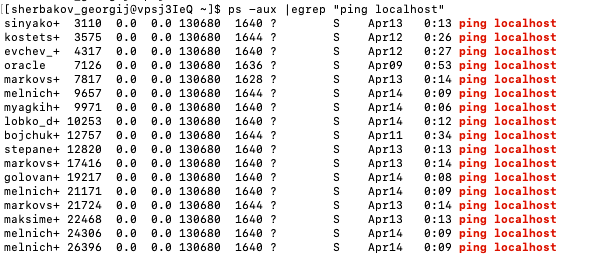 [[sherbakov_georgij@vpsj3IeQ ~]$ ps -aux |egrep "ping localhost"
sinyako+  3110  0.0  0.0 130680  1640 ?        S    Apr13   0:13 ping localhost
kostets+  3575  0.0  0.0 130680  1644 ?        S    Apr12   0:26 ping localhost
evchev_+  4317  0.0  0.0 130680  1640 ?        S    Apr12   0:27 ping localhost
oracle    7126  0.0  0.0 130680  1636 ?        S    Apr09   0:53 ping localhost
markovs+  7817  0.0  0.0 130680  1628 ?        S    Apr13   0:14 ping localhost
melnich+  9657  0.0  0.0 130680  1644 ?        S    Apr14   0:09 ping localhost
myagkih+  9971  0.0  0.0 130680  1640 ?        S    Apr14   0:06 ping localhost
lobko_d+ 10253  0.0  0.0 130680  1640 ?        S    Apr14   0:12 ping localhost
bojchuk+ 12757  0.0  0.0 130680  1644 ?        S    Apr11   0:34 ping localhost
stepane+ 12820  0.0  0.0 130680  1640 ?        S    Apr13   0:13 ping localhost
markovs+ 17416  0.0  0.0 130680  1640 ?        S    Apr13   0:14 ping localhost
golovan+ 19217  0.0  0.0 130680  1640 ?        S    Apr14   0:08 ping localhost
melnich+ 21171  0.0  0.0 130680  1640 ?        S    Apr14   0:09 ping localhost
markovs+ 21724  0.0  0.0 130680  1644 ?        S    Apr13   0:14 ping localhost
maksime+ 22468  0.0  0.0 130680  1640 ?        S    Apr13   0:13 ping localhost
melnich+ 24306  0.0  0.0 130680  1640 ?        S    Apr14   0:09 ping localhost
melnich+ 26396  0.0  0.0 130680  1640 ?        S    Apr14   0:09 ping localhost